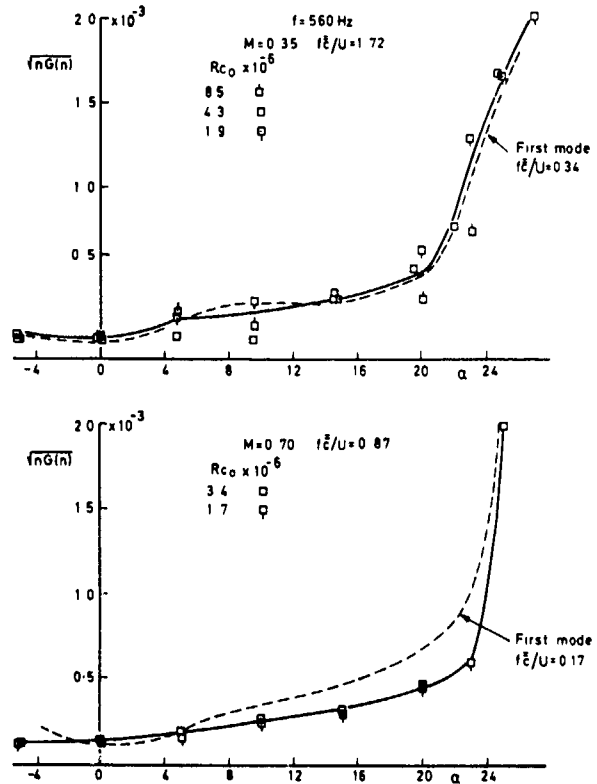 f = 560 Hz
2 0 ×10⁻³
M = 0 35 fc̿/U = 1 72
√nG(n)
Rc₀ ×10⁻⁶
8 5
4 3
1 9
1 5
First mode
fc̿/U = 0 34
1 0
0 5
-4 0 4 8 12 16 20 α 24
2 0 ×10⁻³
M = 0 70 fc̿/U = 0 87
√nG(n)
Rc₀ × 10⁻⁶
3 4
1 7
1 5
1 0
First mode
fc̿/U = 0 17
0·5
-4 0 4 8 12 16 20 α 24